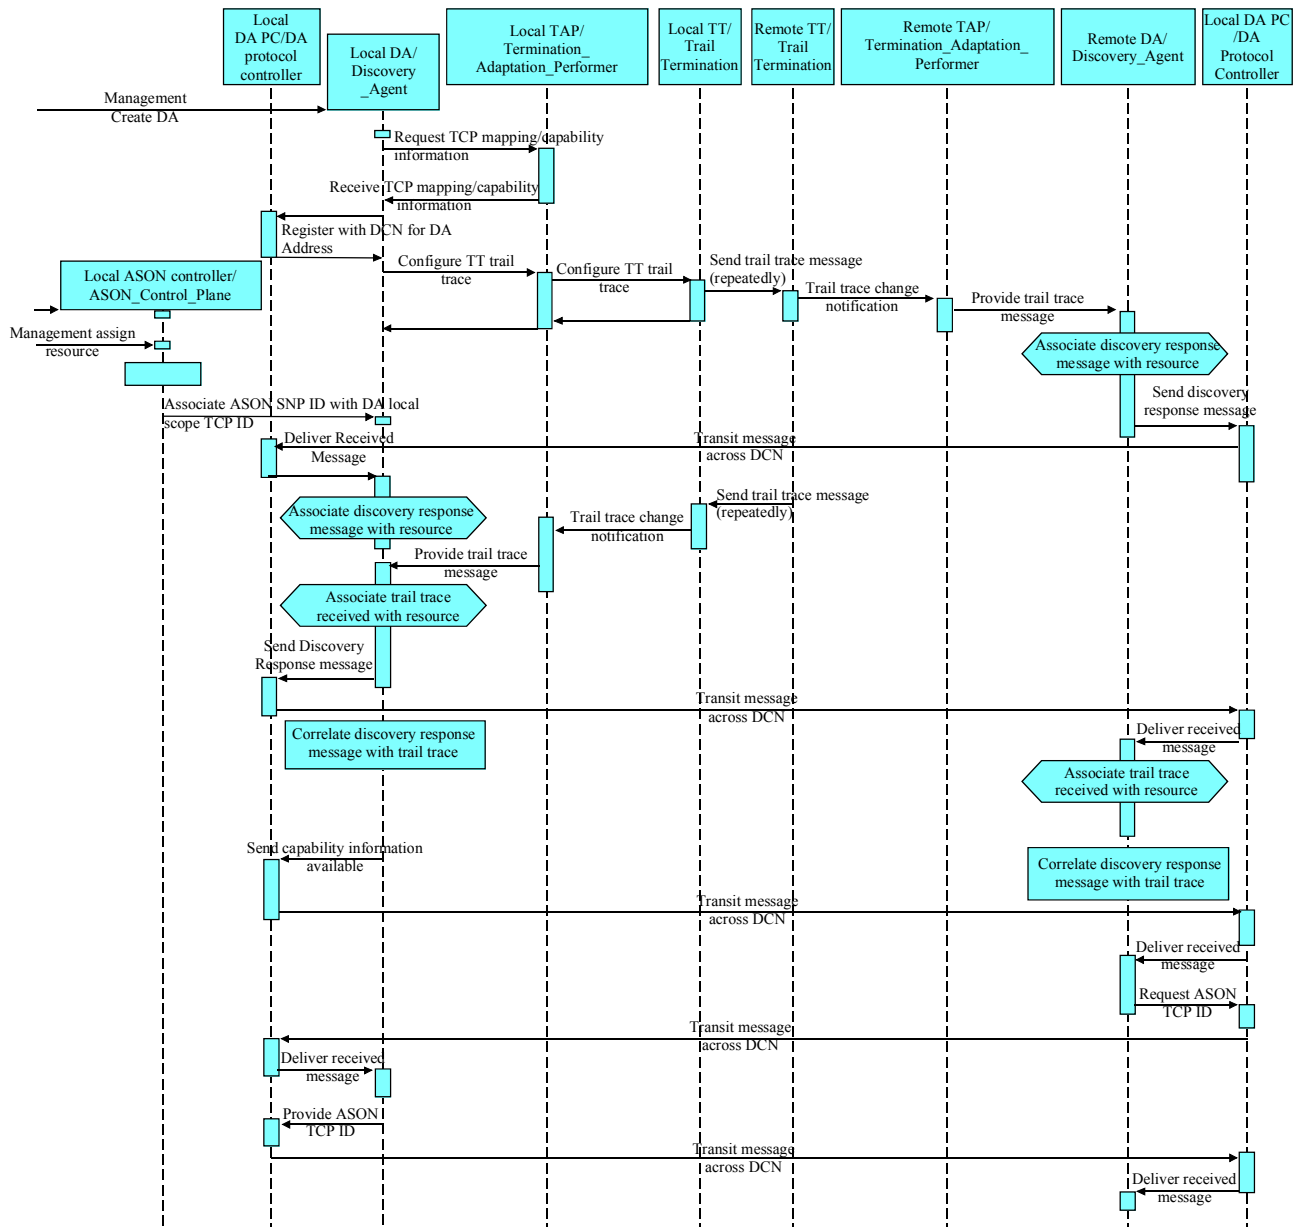 Local
DA PC/DA
protocol
controller
Local DA/
Discovery
_Agent
Local TAP/
Termination_
Adaptation_Performer
Local TT/
Trail
Termination
Remote TT/
Trail
Termination
Remote TAP/
Termination_Adaptation_
Performer
Remote DA/
Discovery_Agent
Local DA PC
/DA
Protocol
Controller
Management
Create DA
Request TCP mapping/capability
information
Receive TCP mapping/capability
information
Register with DCN for DA
Address
Local ASON controller/
ASON_Control_Plane
Configure TT trail
trace
Configure TT trail
trace
Send trail trace message
(repeatedly)
Trail trace change
notification
Provide trail trace
message
Management assign
resource
Associate discovery response
message with resource
Associate ASON SNP ID with DA local
scope TCP ID
Send discovery
response message
Deliver Received
Message
Transit message
across DCN
Associate discovery response
message with resource
Send trail trace message
(repeatedly)
Trail trace change
notification
Provide trail trace
message
Associate trail trace
received with resource
Send Discovery
Response message
Transit message
across DCN
Correlate discovery response
message with trail trace
Deliver received
message
Associate trail trace
received with resource
Send capability information
available
Correlate discovery response
message with trail trace
Transit message
across DCN
Deliver received
message
Request ASON
TCP ID
Transit message
across DCN
Deliver received
message
Provide ASON
TCP ID
Transit message
across DCN
Deliver received
message